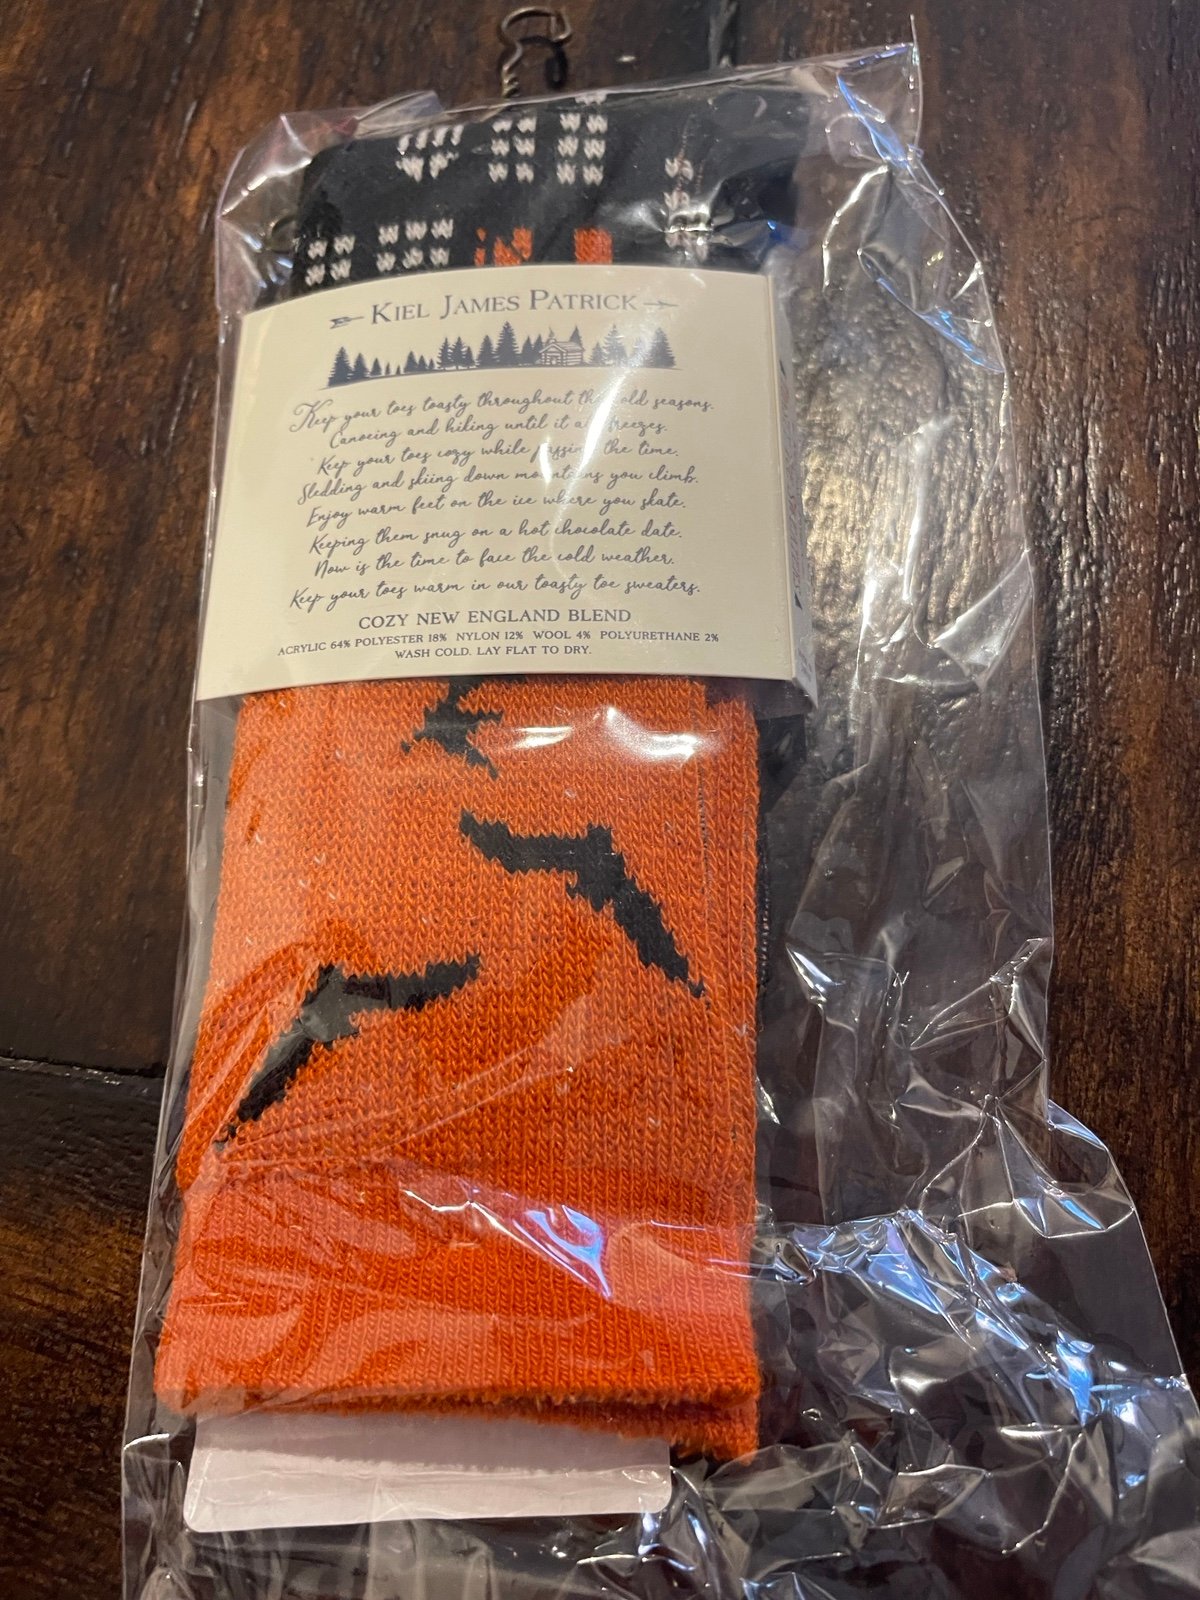 KIEL JAMES PATRICK
Keep your toes toasty throughout the cold seasons.
Canoeing and hiking until it all freezes.
Keep your toes cozy while passing the time.
Sledding and skiing down mountains you climb.
Enjoy warm feet on the ice where you skate.
Keeping them snug on a hot chocolate date.
Now is the time to face the cold weather.
Keep your toes warm in our toasty toe sweaters.
COZY NEW ENGLAND BLEND
ACRYLIC 64% POLYESTER 18% NYLON 12% WOOL 4% POLYURETHANE 2%
WASH COLD. LAY FLAT TO DRY.